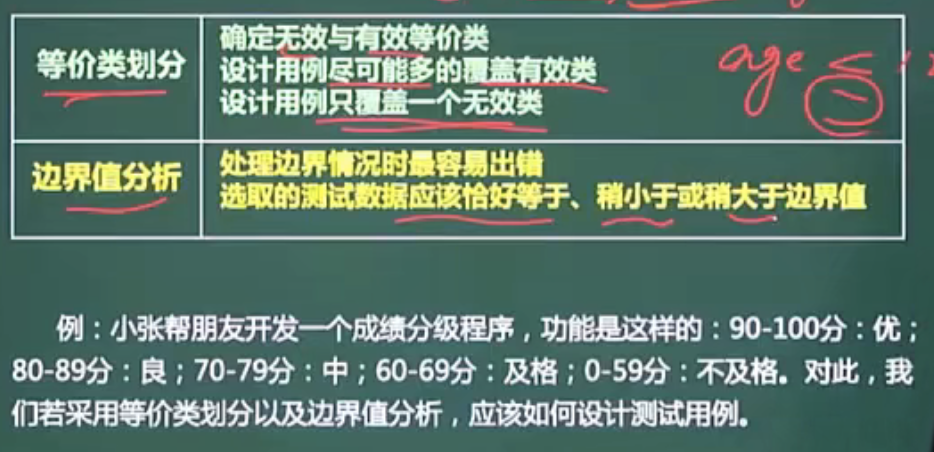 等价类划分
确定无效与有效等价类
设计用例尽可能多的覆盖有效类
设计用例只覆盖一个无效类
age <
边界值分析
处理边界情况时最容易出错
选取的测试数据应该恰好等于、稍小于或稍大于边界值
例：小张帮朋友开发一个成绩分级程序，功能是这样的：90-100分：优；
80-89分：良；70-79分：中；60-69分：及格；0-59分：不及格。对此，我
们若采用等价类划分以及边界值分析，应该如何设计测试用例。